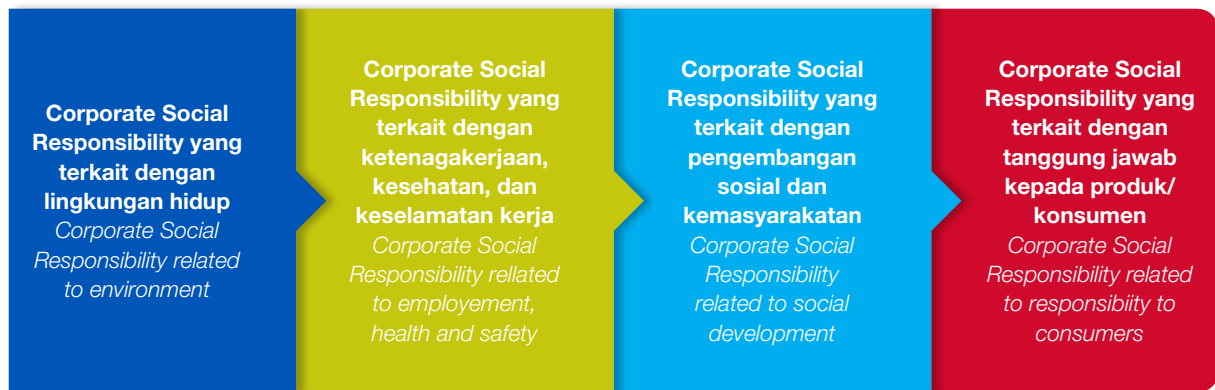 Corporate Social
Responsibility yang
terkait dengan
lingkungan hidup
Corporate Social
Responsibility related
to environment
Corporate Social
Responsibility yang
terkait dengan
ketenagakerjaan,
kesehatan, dan
keselamatan kerja
Corporate Social
Responsibility rellated
to employement,
health and safety
Corporate Social
Responsibility yang
terkait dengan
pengembangan
sosial dan
kemasyarakatan
Corporate Social
Responsibility
related to social
development
Corporate Social
Responsibility yang
terkait dengan
tanggung jawab
kepada produk/
konsumen
Corporate Social
Responsibility related
to responsibiity to
consumers